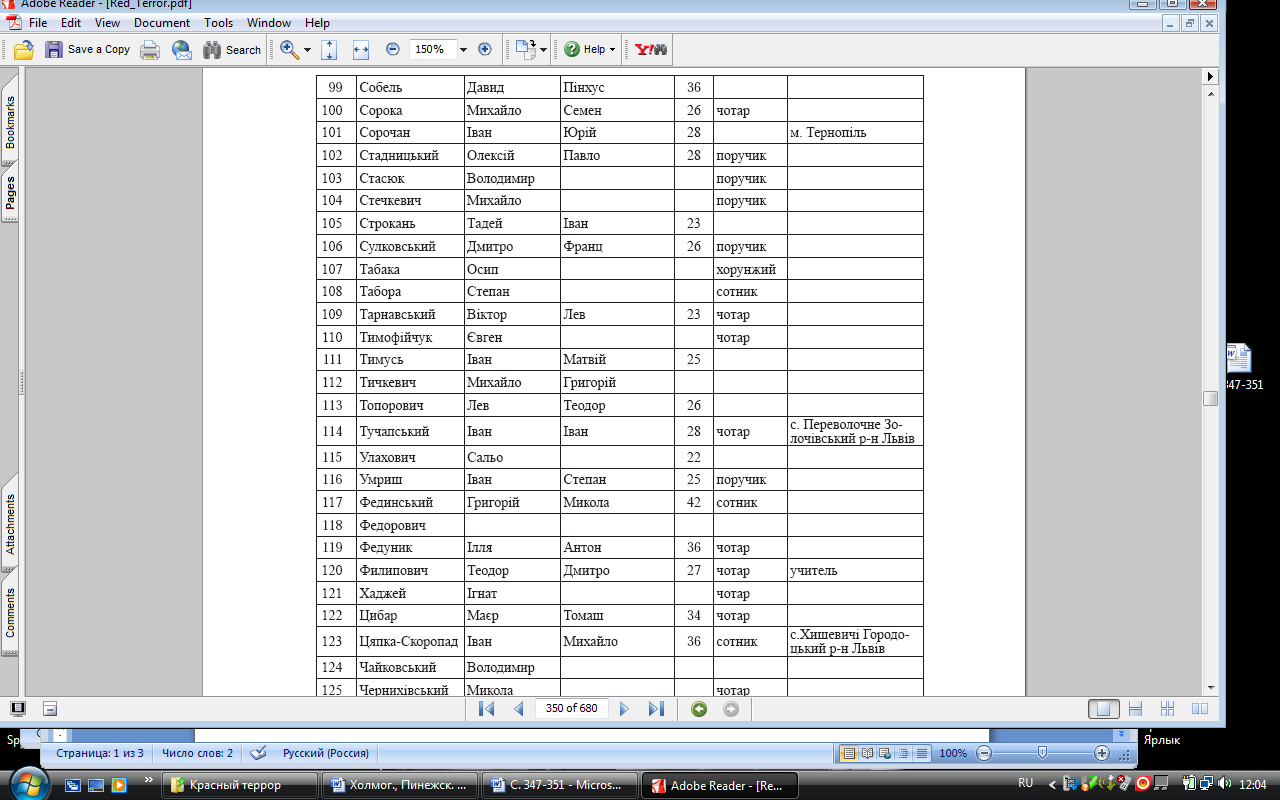 Adobe Reader - [Red_Terror.pdf]
File Edit View Document Tools Window Help
Save a Copy Search 150% Help Y!
Bookmarks
Pages
Attachments
Comments
99 Собель Давид Пінхус 36
100 Сорока Михайло Семен 26 чотар
101 Сорочан Іван Юрій 28 м. Тернопіль
102 Стадницький Олексій Павло 28 поручик
103 Стасюк Володимир поручик
104 Стечкевич Михайло поручик
105 Строкань Тадей Іван 23
106 Сулковський Дмитро Франц 26 поручик
107 Табака Осип хорунжий
108 Табора Степан сотник
109 Тарнавський Віктор Лев 23 чотар
110 Тимофійчук Євген чотар
111 Тимусь Іван Матвій 25
112 Тичкевич Михайло Григорій
113 Топорович Лев Теодор 26
114 Тучапський Іван Іван 28 чотар с. Переволочне Зо-
лочівський р-н Львів
115 Улахович Сальо 22
116 Умриш Іван Степан 25 поручик
117 Фединський Григорій Микола 42 сотник
118 Федорович
119 Федуник Ілля Антон 36 чотар
120 Филипович Теодор Дмитро 27 чотар учитель
121 Хаджей Ігнат чотар
122 Цибар Маєр Томаш 34 чотар
123 Цяпка-Скоропад Іван Михайло 36 сотник с.Хишевичі Городо-
цький р-н Львів
124 Чайковський Володимир
125 Чернихівський Микола чотар
347-351
350 of 680
Sp
Ярлык
Страница: 1 из 3 Число слов: 2 Русский (Россия) 100%
Красный террор Холмог., Пинежск. ... С. 347-351 - Micros... Adobe Reader - [Re... RU 12:04